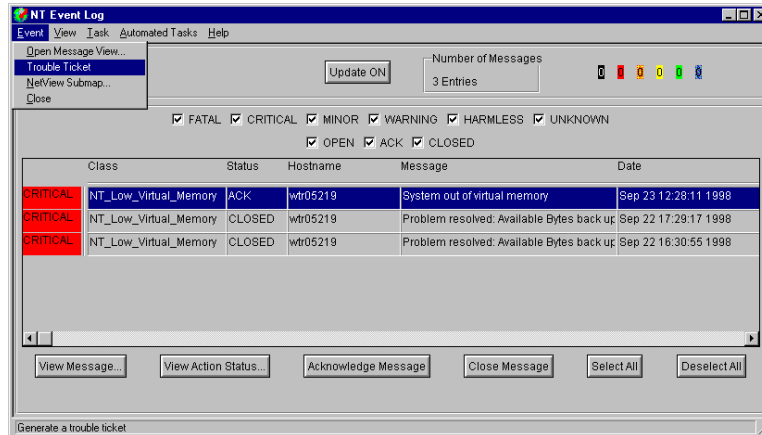 NT Event Log
Event View Task Automated Tasks Help
Open Message View...
Trouble Ticket
NetView Submap...
Close
Update ON
Number of Messages
3 Entries
0 0 0 0 0 0
FATAL CRITICAL MINOR WARNING HARMLESS UNKNOWN
OPEN ACK CLOSED
Class Status Hostname Message Date
CRITICAL NT_Low_Virtual_Memory ACK wtr05219 System out of virtual memory Sep 23 12:28:11 1998
CRITICAL NT_Low_Virtual_Memory CLOSED wtr05219 Problem resolved: Available Bytes back up Sep 22 17:29:17 1998
CRITICAL NT_Low_Virtual_Memory CLOSED wtr05219 Problem resolved: Available Bytes back up Sep 22 16:30:55 1998
View Message... View Action Status... Acknowledge Message Close Message Select All Deselect All
Generate a trouble ticket